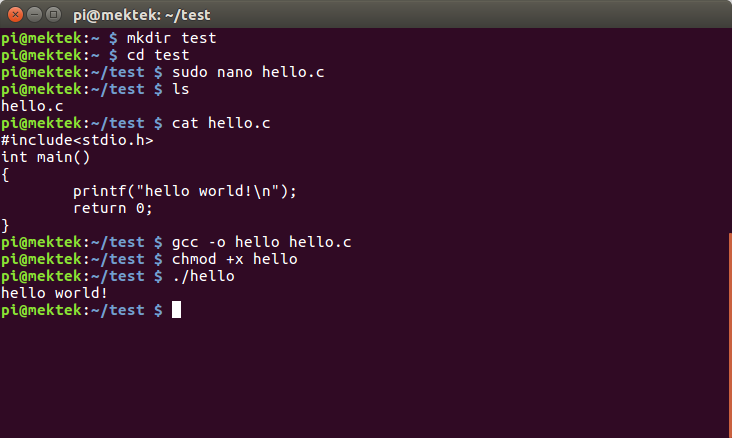 pi@mektek: ~/test
pi@mektek:~ $ mkdir test
pi@mektek:~ $ cd test
pi@mektek:~/test $ sudo nano hello.c
pi@mektek:~/test $ ls
hello.c
pi@mektek:~/test $ cat hello.c
#include<stdio.h>
int main()
{
        printf("hello world!\n");
        return 0;
}
pi@mektek:~/test $ gcc -o hello hello.c
pi@mektek:~/test $ chmod +x hello
pi@mektek:~/test $ ./hello
hello world!
pi@mektek:~/test $